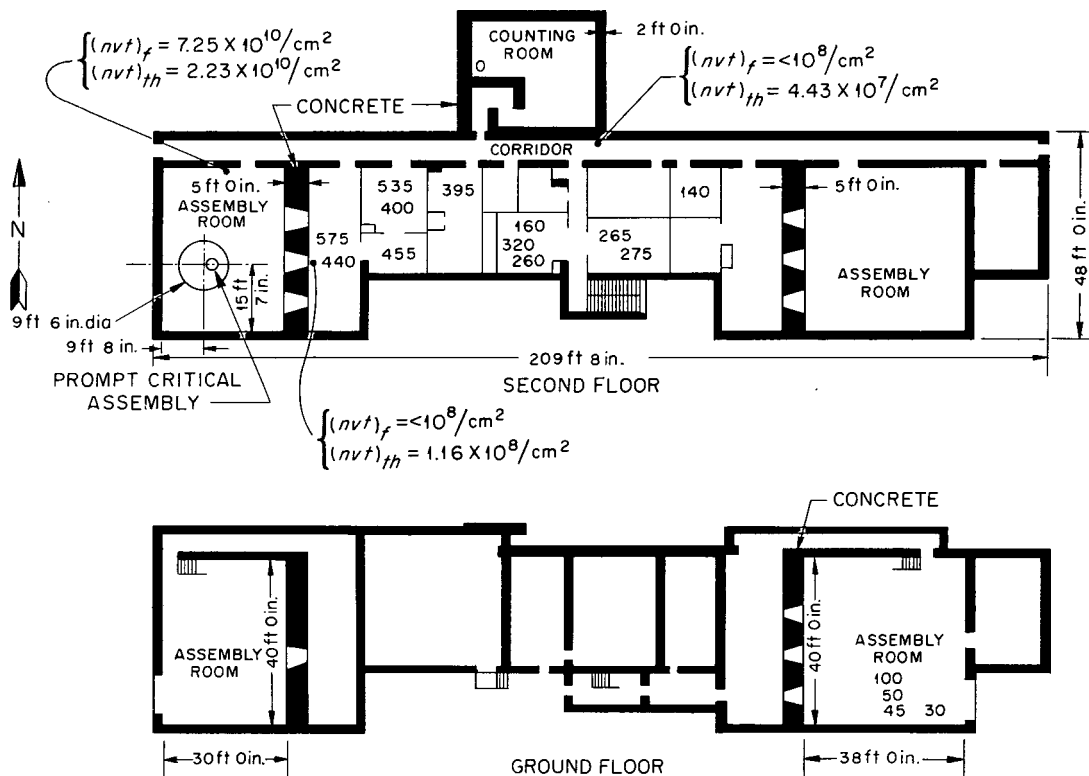 (nvt)f = 7.25 X 10^10/cm^2
(nvt)th = 2.23 X 10^10/cm^2
COUNTING
ROOM
2 ft 0 in.
(nvt)f = <10^8/cm^2
(nvt)th = 4.43 X 10^7/cm^2
CONCRETE
CORRIDOR
N
5 ft 0 in.
ASSEMBLY
ROOM
535
400
395
140
5 ft 0 in.
575
440
455
160
320
260
265
275
ASSEMBLY
ROOM
48 ft 0 in.
15 ft
7 in.
9 ft 6 in. dia
9 ft 8 in.
209 ft 8 in.
PROMPT CRITICAL
ASSEMBLY
SECOND FLOOR
(nvt)f = <10^8/cm^2
(nvt)th = 1.16 X 10^8/cm^2
CONCRETE
ASSEMBLY
ROOM
40 ft 0 in.
40 ft 0 in.
ASSEMBLY
ROOM
100
50
45 30
30 ft 0 in.
38 ft 0 in.
GROUND FLOOR